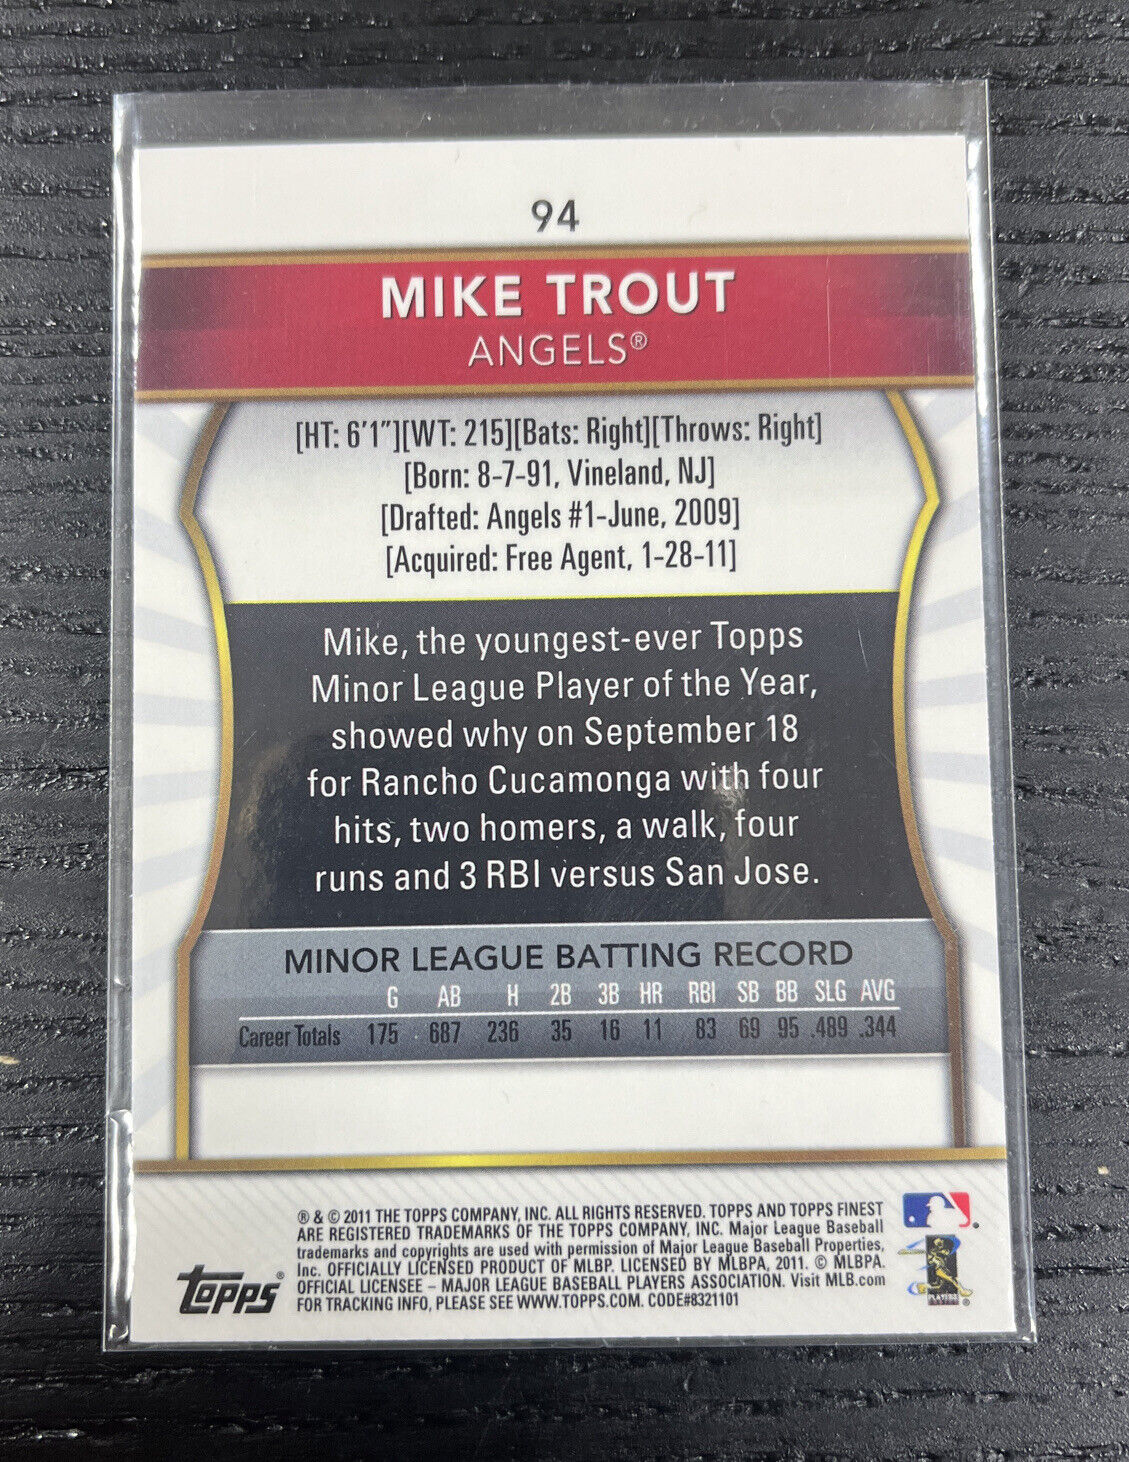 94
MIKE TROUT
ANGELS®
[HT: 6'1"][WT: 215][Bats: Right][Throws: Right]
[Born: 8-7-91, Vineland, NJ]
[Drafted: Angels #1-June, 2009]
[Acquired: Free Agent, 1-28-11]
Mike, the youngest-ever Topps
Minor League Player of the Year,
showed why on September 18
for Rancho Cucamonga with four
hits, two homers, a walk, four
runs and 3 RBI versus San Jose.
MINOR LEAGUE BATTING RECORD
G AB H 2B 3B HR RBI SB BB SLG AVG
Career Totals 175 687 236 35 16 11 83 69 95 .489 .344
® & © 2011 THE TOPPS COMPANY, INC. ALL RIGHTS RESERVED. TOPPS AND TOPPS FINEST
ARE REGISTERED TRADEMARKS OF THE TOPPS COMPANY, INC. Major League Baseball
trademarks and copyrights are used with permission of Major League Baseball Properties,
Inc. OFFICIALLY LICENSED PRODUCT OF MLBP. LICENSED BY MLBPA, 2011. © MLBPA.
OFFICIAL LICENSEE – MAJOR LEAGUE BASEBALL PLAYERS ASSOCIATION. Visit MLB.com
FOR TRACKING INFO, PLEASE SEE WWW.TOPPS.COM. CODE#8321101
Topps®
PLAYERS